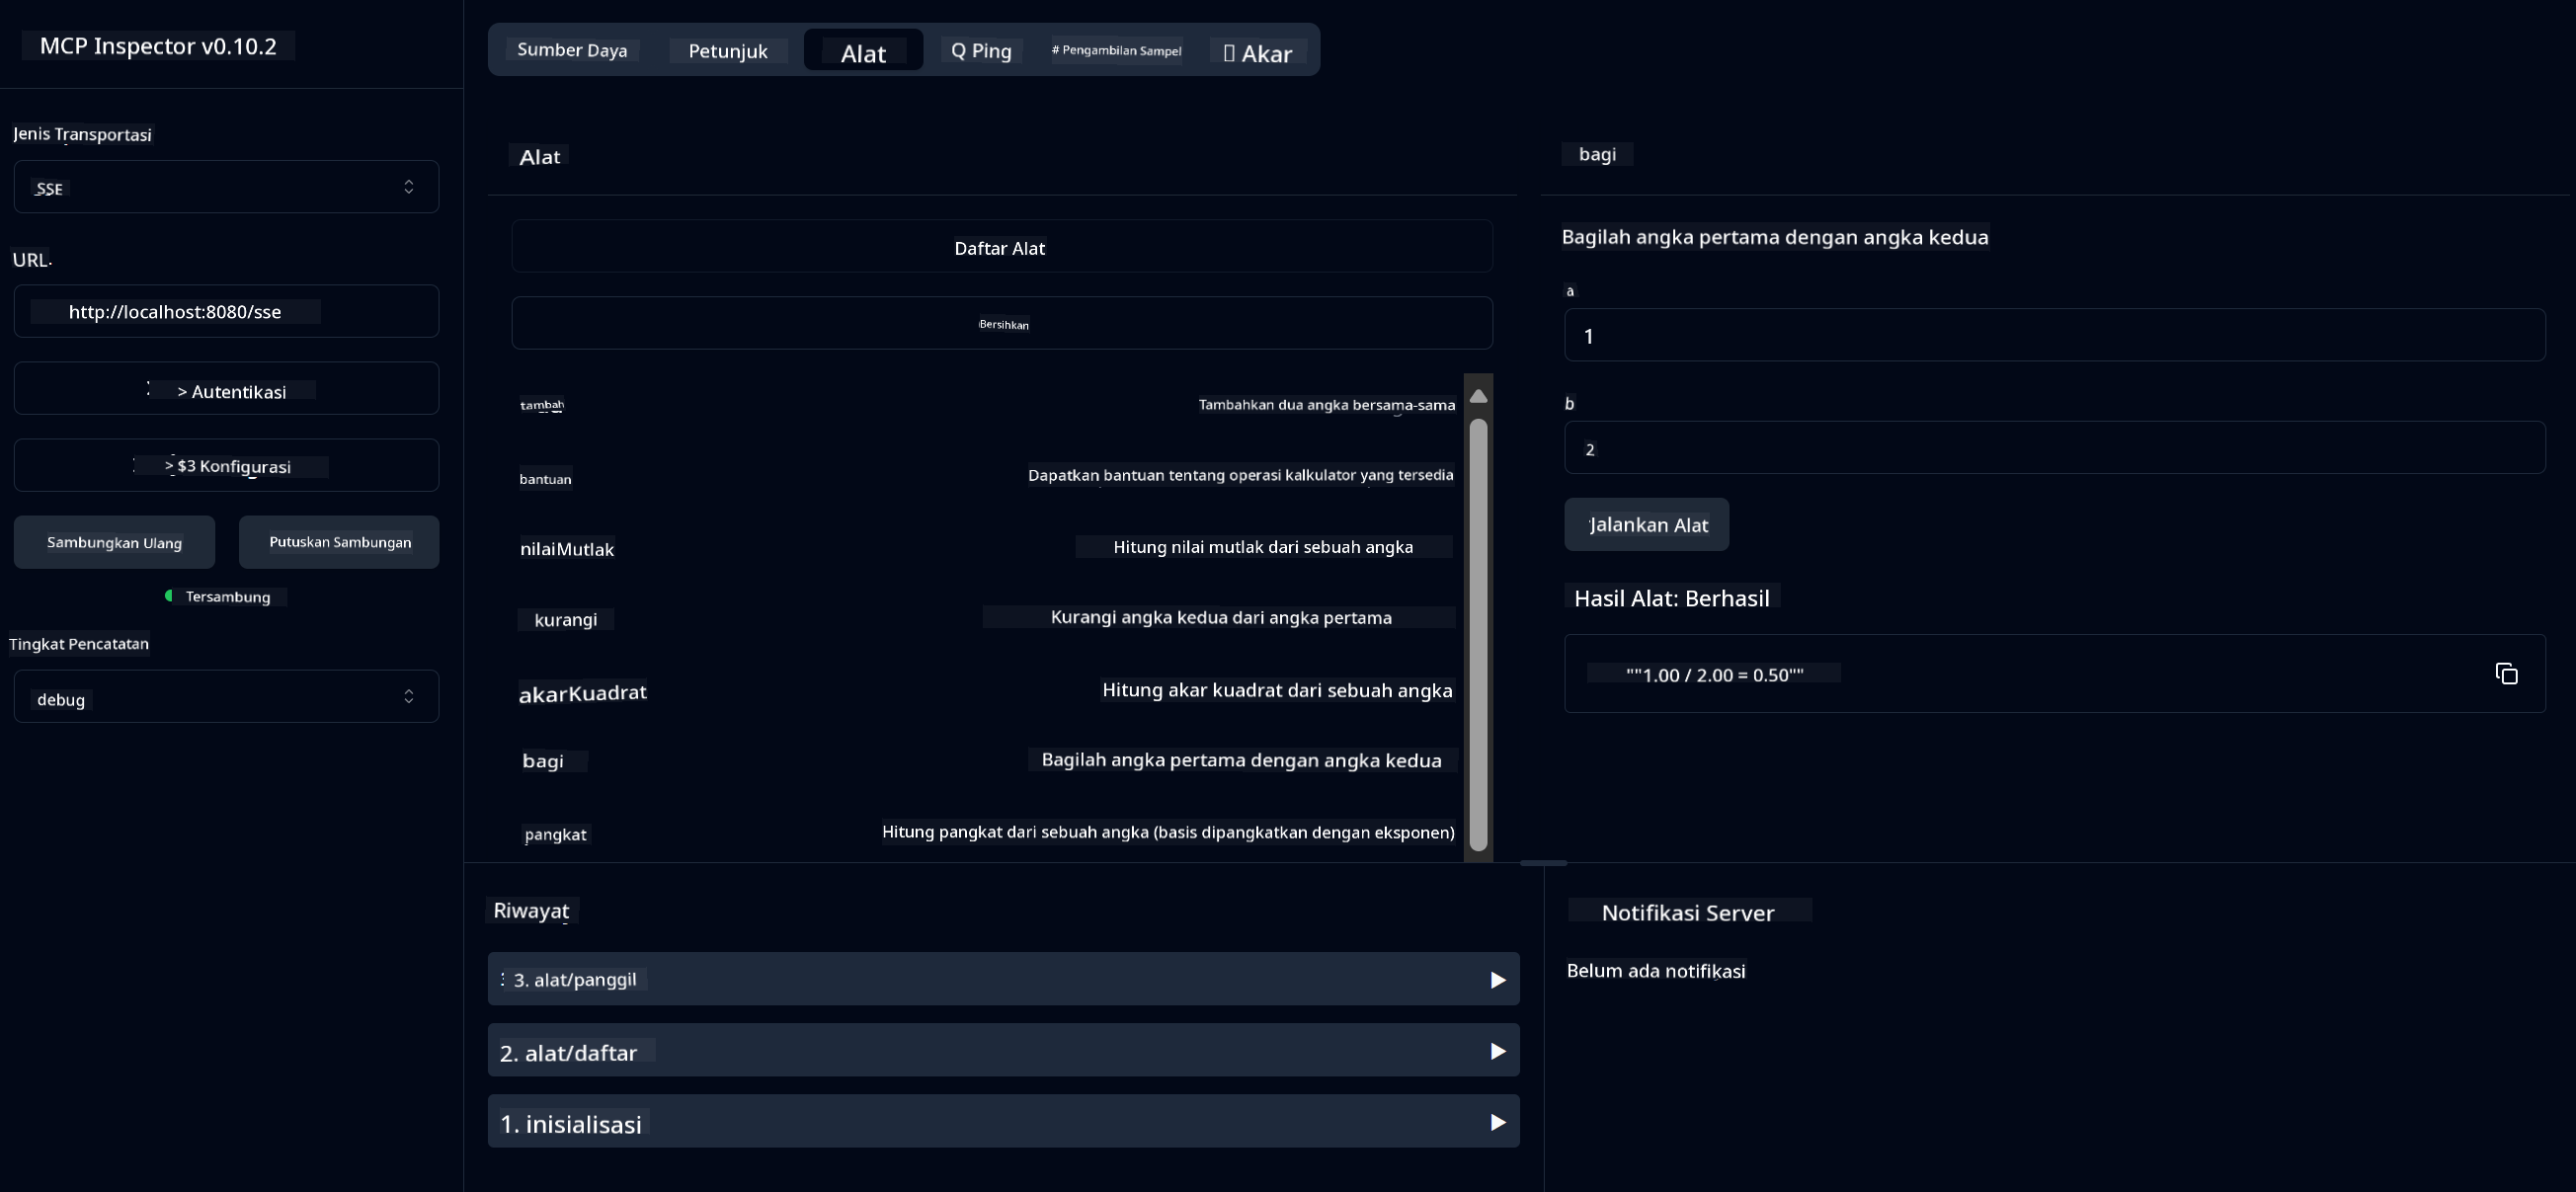 MCP Inspector v0.10.2
Jenis Transportasi
SSE
URL
http://localhost:8080/sse
> Autentikasi
> $3 Konfigurasi
Sambungkan Ulang
Putuskan Sambungan
Tersambung
Tingkat Pencatatan
debug
Sumber Daya
Petunjuk
Alat
Q Ping
# Pengambilan Sampel
Akar
Alat
Daftar Alat
Bersihkan
tambah
Tambahkan dua angka bersama-sama
bantuan
Dapatkan bantuan tentang operasi kalkulator yang tersedia
nilaiMutlak
Hitung nilai mutlak dari sebuah angka
kurangi
Kurangi angka kedua dari angka pertama
akarKuadrat
Hitung akar kuadrat dari sebuah angka
bagi
Bagilah angka pertama dengan angka kedua
pangkat
Hitung pangkat dari sebuah angka (basis dipangkatkan dengan eksponen)
bagi
Bagilah angka pertama dengan angka kedua
a
1
b
2
Jalankan Alat
Hasil Alat: Berhasil
""1.00 / 2.00 = 0.50""
Riwayat
3. alat/panggil
2. alat/daftar
1. inisialisasi
Notifikasi Server
Belum ada notifikasi